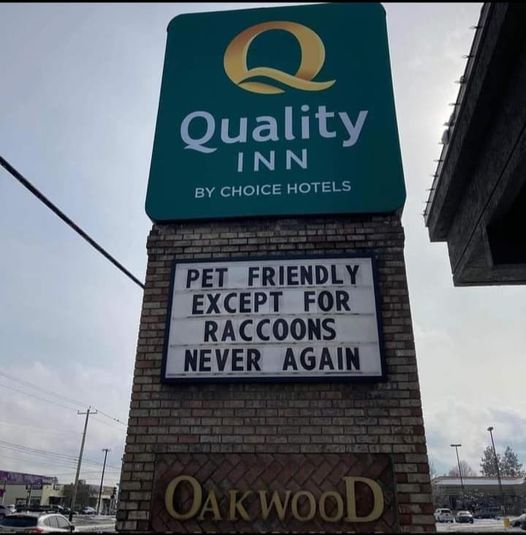 Quality
INN
BY CHOICE HOTELS
PET FRIENDLY
EXCEPT FOR
RACCOONS
NEVER AGAIN
OAKWOOD